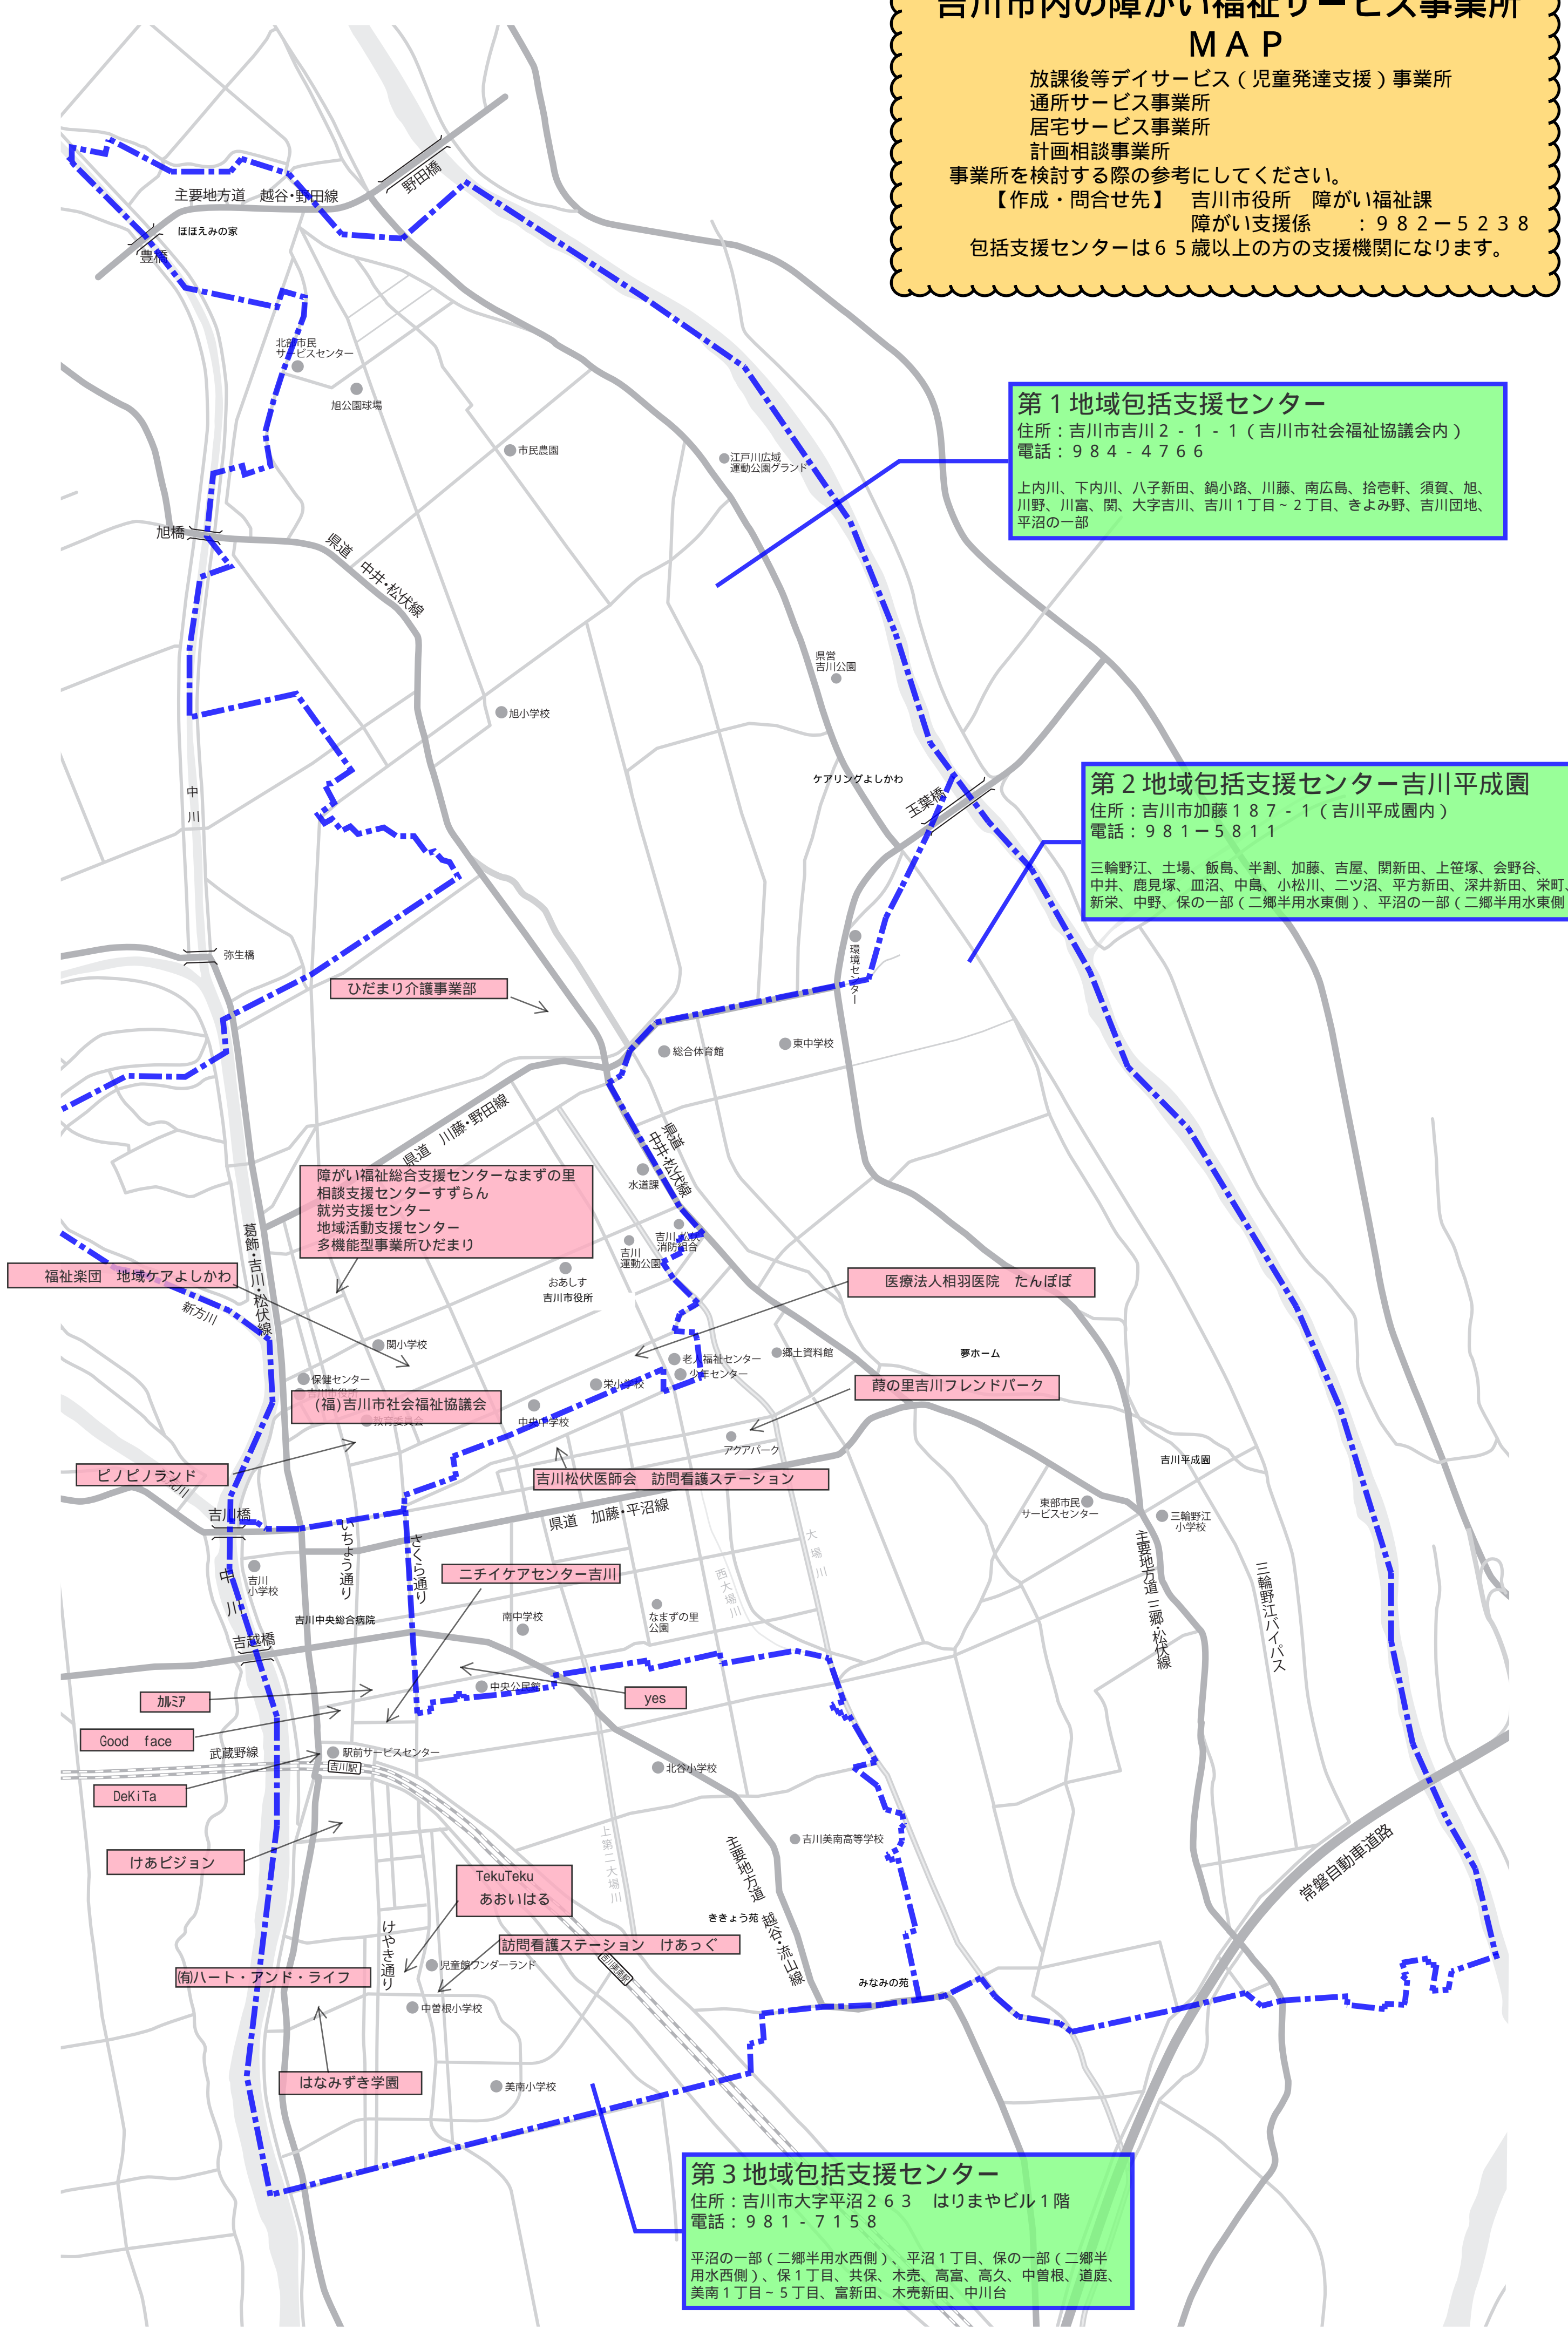 吉川市内の障がい福祉サービス事業所
ＭＡＰ
放課後等デイサービス（児童発達支援）事業所
通所サービス事業所
居宅サービス事業所
計画相談事業所
事業所を検討する際の参考にしてください。
【作成・問合せ先】　吉川市役所　障がい福祉課
障がい支援係　　：９８２ー５２３８
包括支援センターは６５歳以上の方の支援機関になります。
野田橋
主要地方道　越谷・野田線
ほほえみの家
豊橋
北部市民
サービスセンター
旭公園球場
市民農園
江戸川広域
運動公園グランド
第１地域包括支援センター
住所：吉川市吉川２-１-１（吉川市社会福祉協議会内）
電話：９８４-４７６６
上内川、下内川、八子新田、鍋小路、川藤、南広島、拾壱軒、須賀、旭、
川野、川富、関、大字吉川、吉川１丁目~２丁目、きよみ野、吉川団地、
平沼の一部
旭橋
県道　中井・松伏線
県営
吉川公園
旭小学校
ケアリングよしかわ
玉葉橋
中川
第２地域包括支援センター吉川平成園
住所：吉川市加藤１８７-１（吉川平成園内）
電話：９８１ー５８１１
三輪野江、土場、飯島、半割、加藤、吉屋、関新田、上笹塚、会野谷、
中井、鹿見塚、皿沼、中島、小松川、二ツ沼、平方新田、深井新田、栄町、
新栄、中野、保の一部（二郷半用水東側）、平沼の一部（二郷半用水東側
環境センター
弥生橋
ひだまり介護事業部
総合体育館
東中学校
県道　川藤・野田線
県道
中井・松伏線
水道課
障がい福祉総合支援センターなまずの里
相談支援センターすずらん
就労支援センター
地域活動支援センター
多機能型事業所ひだまり
吉川・松伏
消防組合
吉川
運動公園
おあしす
吉川市役所
葛飾・吉川・松伏線
福祉楽団　地域ケアよしかわ
新方川
医療法人相羽医院　たんぽぽ
関小学校
老人福祉センター
少年センター
郷土資料館
夢ホーム
保健センター
栄小学校
葭の里吉川フレンドパーク
(福)吉川市社会福祉協議会
教育委員会
中央中学校
アクアパーク
ピノピノランド
吉川松伏医師会　訪問看護ステーション
吉川平成園
東部市民
サービスセンター
三輪野江
小学校
吉川橋
県道　加藤・平沼線
いちょう通り
さくら通り
大場川
西大場川
主要地方道　三郷・松伏線
三輪野江バイパス
吉川
小学校
中川
ニチイケアセンター吉川
吉川中央総合病院
南中学校
なまずの里
公園
吉越橋
中央公民館
yes
ｶﾙﾐｱ
Good　face
武蔵野線
駅前サービスセンター
吉川駅
北谷小学校
DeKiTa
けあビジョン
上第二大場川
吉川美南高等学校
主要地方道　越谷・流山線
常磐自動車道路
TekuTeku
あおいはる
ききょう苑
けやき通り
訪問看護ステーション　けあっぐ
児童館ワンダーランド
吉川美南駅
㈲ハート・アンド・ライフ
みなみの苑
中曽根小学校
はなみずき学園
美南小学校
第３地域包括支援センター
住所：吉川市大字平沼２６３　はりまやビル１階
電話：９８１-７１５８
平沼の一部（二郷半用水西側）、平沼１丁目、保の一部（二郷半
用水西側）、保１丁目、共保、木売、高富、高久、中曽根、道庭、
美南１丁目~５丁目、富新田、木売新田、中川台